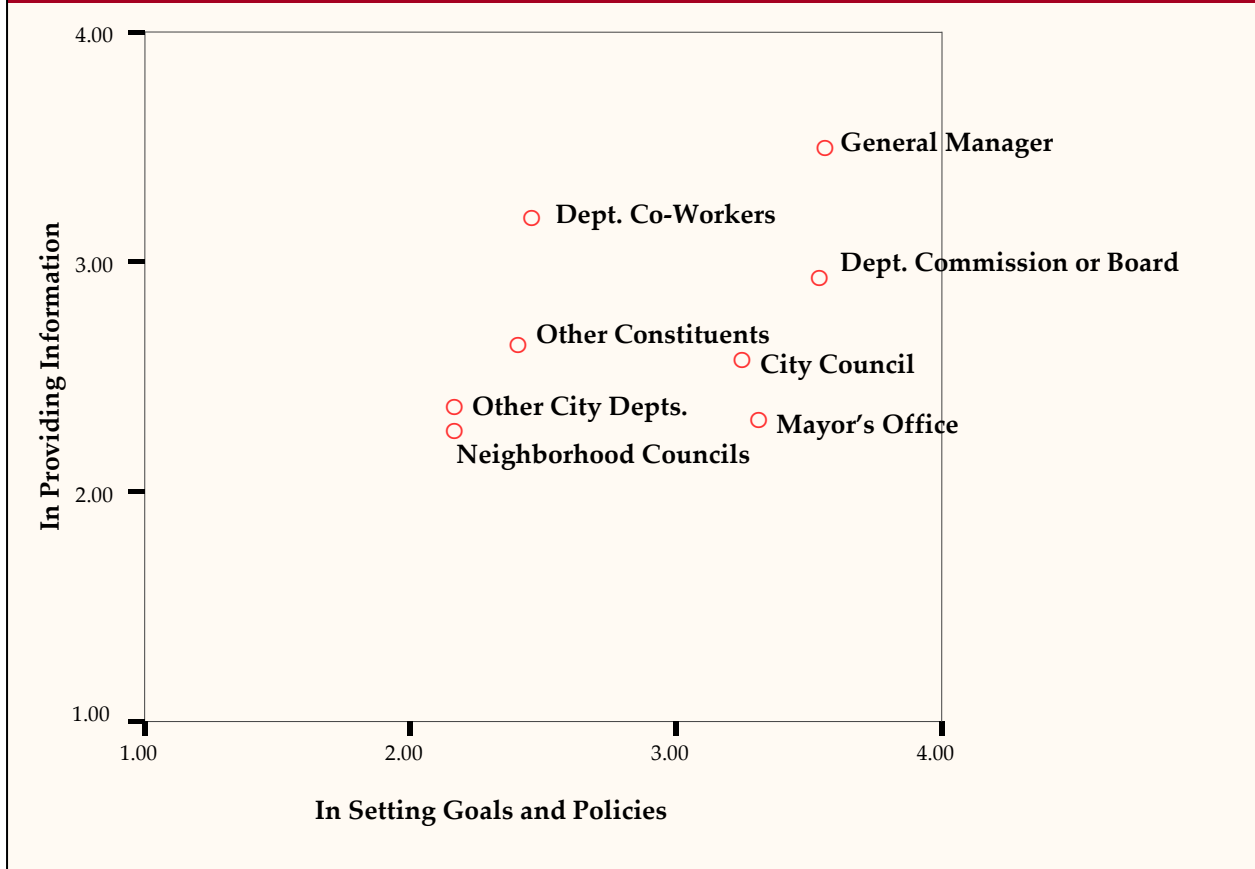 4.00
General Manager
Dept. Co-Workers
3.00
Dept. Commission or Board
Other Constituents
City Council
Other City Depts.
Mayor’s Office
Neighborhood Councils
2.00
1.00
In Providing Information
1.00 2.00 3.00 4.00
In Setting Goals and Policies